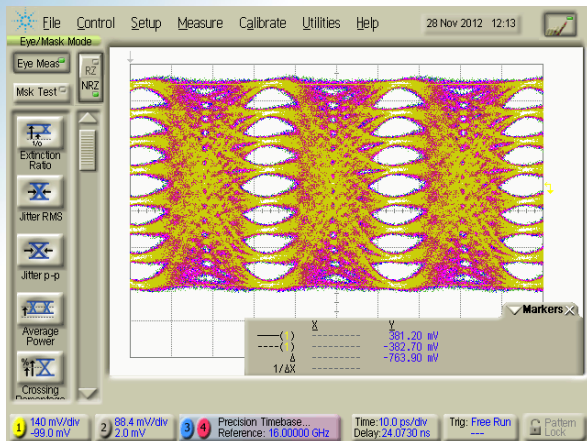 File Control Setup Measure Calibrate Utilities Help 28 Nov 2012 12:13
Eye/Mask Mode
Eye Meas
Msk Test
RZ
NRZ
1/0
Extinction
Ratio
Jitter RMS
Jitter p-p
Average
Power
Crossing
Percentage
Markers
X Y
---------- 381.20 mV
---------- -382.70 mV
Δ ---------- -763.90 mV
1/ΔX ----------
1 140 mV/div
-99.0 mV
2 88.4 mV/div
2.0 mV
3 4 Precision Timebase...
Reference: 16.00000 GHz
Time:10.0 ps/div
Delay:24.0730 ns
Trig: Free Run
---
Pattern
Lock